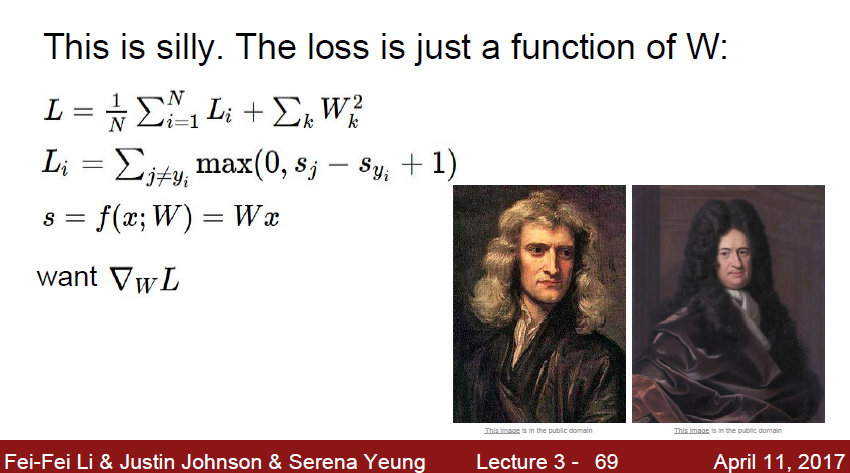 This is silly. The loss is just a function of W:
L = \frac{1}{N} \sum_{i=1}^{N} L_i + \sum_k W_k^2
L_i = \sum_{j \neq y_i} \max(0, s_j - s_{y_i} + 1)
s = f(x; W) = Wx
want \nabla_W L
This image is in the public domain
This image is in the public domain
Fei-Fei Li & Justin Johnson & Serena Yeung Lecture 3 - 69 April 11, 2017